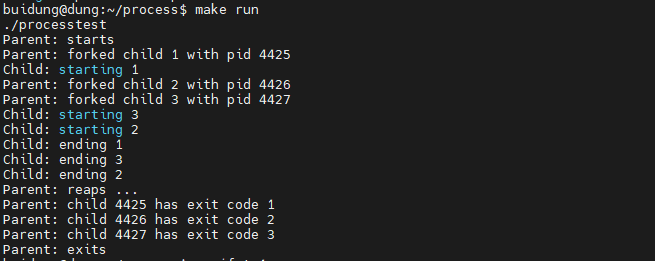 buidung@dung:~/process$ make run
./processtest
Parent: starts
Parent: forked child 1 with pid 4425
Child: starting 1
Parent: forked child 2 with pid 4426
Parent: forked child 3 with pid 4427
Child: starting 3
Child: starting 2
Child: ending 1
Child: ending 3
Child: ending 2
Parent: reaps ...
Parent: child 4425 has exit code 1
Parent: child 4426 has exit code 2
Parent: child 4427 has exit code 3
Parent: exits